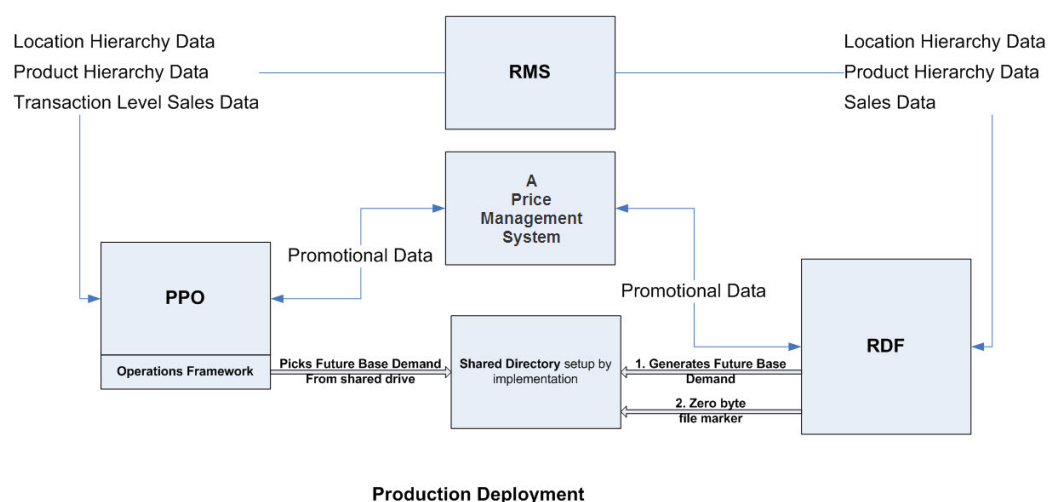 Location Hierarchy Data
Product Hierarchy Data
Transaction Level Sales Data
RMS
Location Hierarchy Data
Product Hierarchy Data
Sales Data
A
Price
Management
System
Promotional Data
Promotional Data
PPO
Operations Framework
Picks Future Base Demand
From shared drive
Shared Directory setup by
implementation
1. Generates Future Base
Demand
2. Zero byte
file marker
RDF
Production Deployment